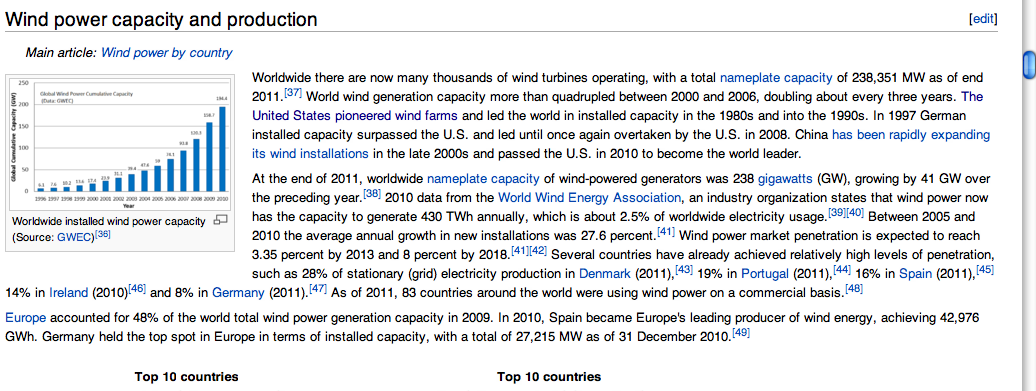 Wind power capacity and production
[edit]
Main article: Wind power by country
250
200
150
100
50
0
Global Cumulative Capacity (GW)
Global Wind Power Cumulative Capacity
(Data: GWEC)
6.1 7.6 10.2 13.6 17.4 23.9 31.1 39.4 47.6 59 74.1 93.8 120.3 158.7 194.4
1996 1997 1998 1999 2000 2001 2002 2003 2004 2005 2006 2007 2008 2009 2010
Year
Worldwide installed wind power capacity
(Source: GWEC)[36]
Worldwide there are now many thousands of wind turbines operating, with a total nameplate capacity of 238,351 MW as of end
2011.[37] World wind generation capacity more than quadrupled between 2000 and 2006, doubling about every three years. The
United States pioneered wind farms and led the world in installed capacity in the 1980s and into the 1990s. In 1997 German
installed capacity surpassed the U.S. and led until once again overtaken by the U.S. in 2008. China has been rapidly expanding
its wind installations in the late 2000s and passed the U.S. in 2010 to become the world leader.
At the end of 2011, worldwide nameplate capacity of wind-powered generators was 238 gigawatts (GW), growing by 41 GW over
the preceding year.[38] 2010 data from the World Wind Energy Association, an industry organization states that wind power now
has the capacity to generate 430 TWh annually, which is about 2.5% of worldwide electricity usage.[39][40] Between 2005 and
2010 the average annual growth in new installations was 27.6 percent.[41] Wind power market penetration is expected to reach
3.35 percent by 2013 and 8 percent by 2018.[41][42] Several countries have already achieved relatively high levels of penetration,
such as 28% of stationary (grid) electricity production in Denmark (2011),[43] 19% in Portugal (2011),[44] 16% in Spain (2011),[45]
14% in Ireland (2010)[46] and 8% in Germany (2011).[47] As of 2011, 83 countries around the world were using wind power on a commercial basis.[48]
Europe accounted for 48% of the world total wind power generation capacity in 2009. In 2010, Spain became Europe's leading producer of wind energy, achieving 42,976
GWh. Germany held the top spot in Europe in terms of installed capacity, with a total of 27,215 MW as of 31 December 2010.[49]
Top 10 countries
Top 10 countries